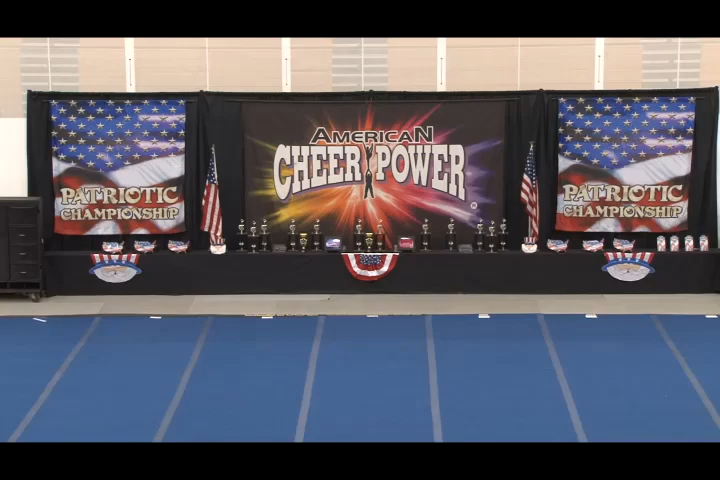 PATRIOTIC
CHAMPIONSHIP
AMERICAN
CHEER POWER
®
PATRIOTIC
CHAMPIONSHIP